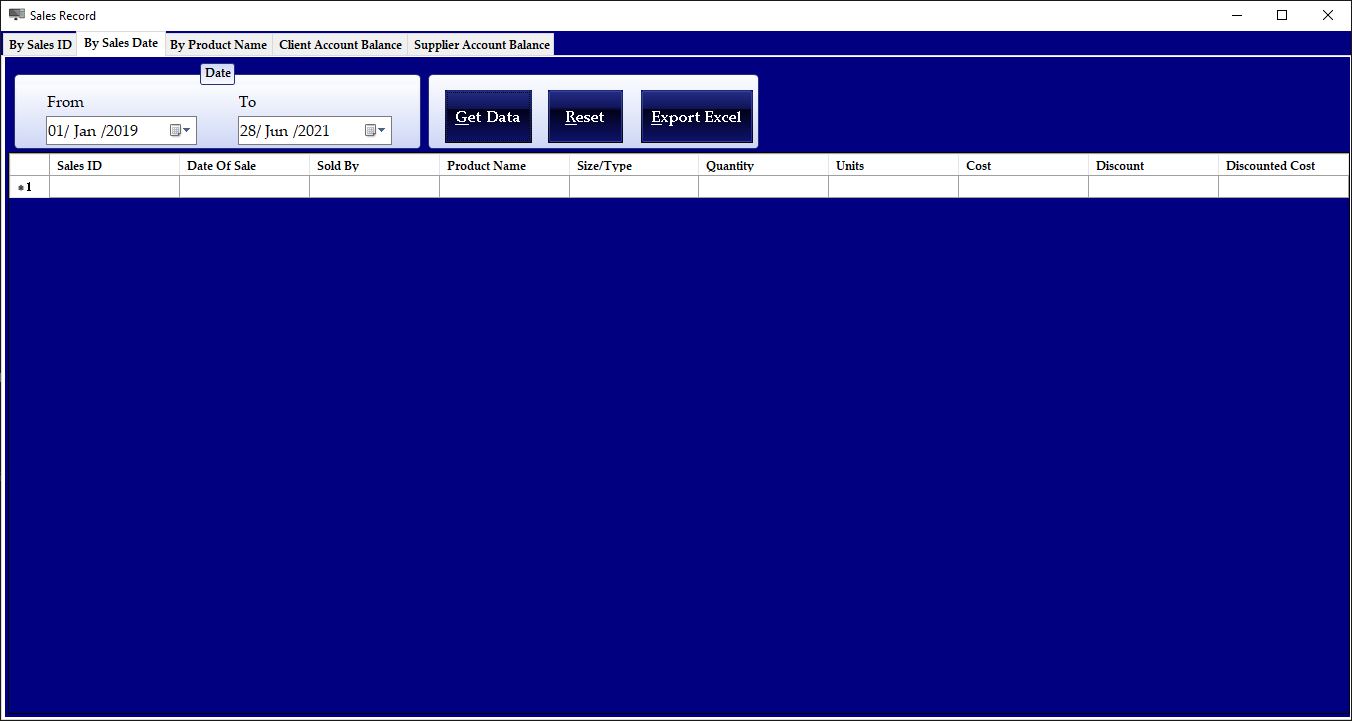 Sales Record
By Sales ID By Sales Date By Product Name Client Account Balance Supplier Account Balance
Date
From To
01/ Jan /2019 28/ Jun /2021 Get Data Reset Export Excel
Sales ID Date Of Sale Sold By Product Name Size/Type Quantity Units Cost Discount Discounted Cost
*1